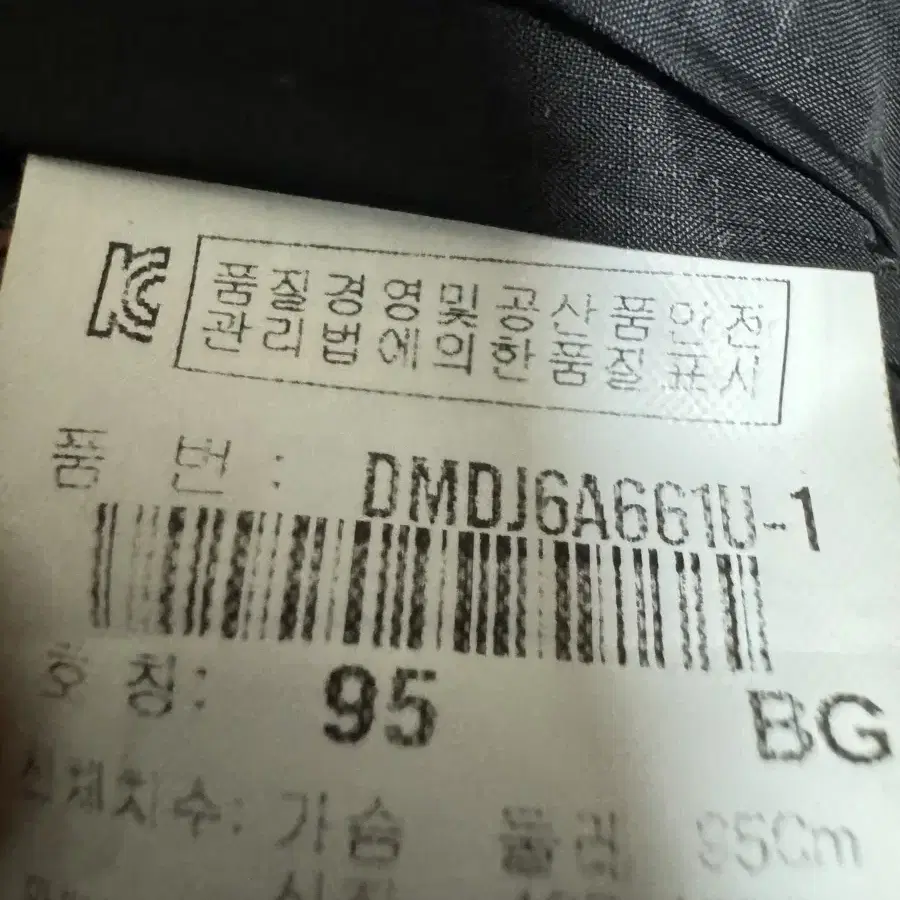 품질경영및공산품안전
관리법에의한품질표시
품 번 : DMDJ6A661U-1
호 칭: 95 BG
신체치수: 가슴 둘레 95Cm